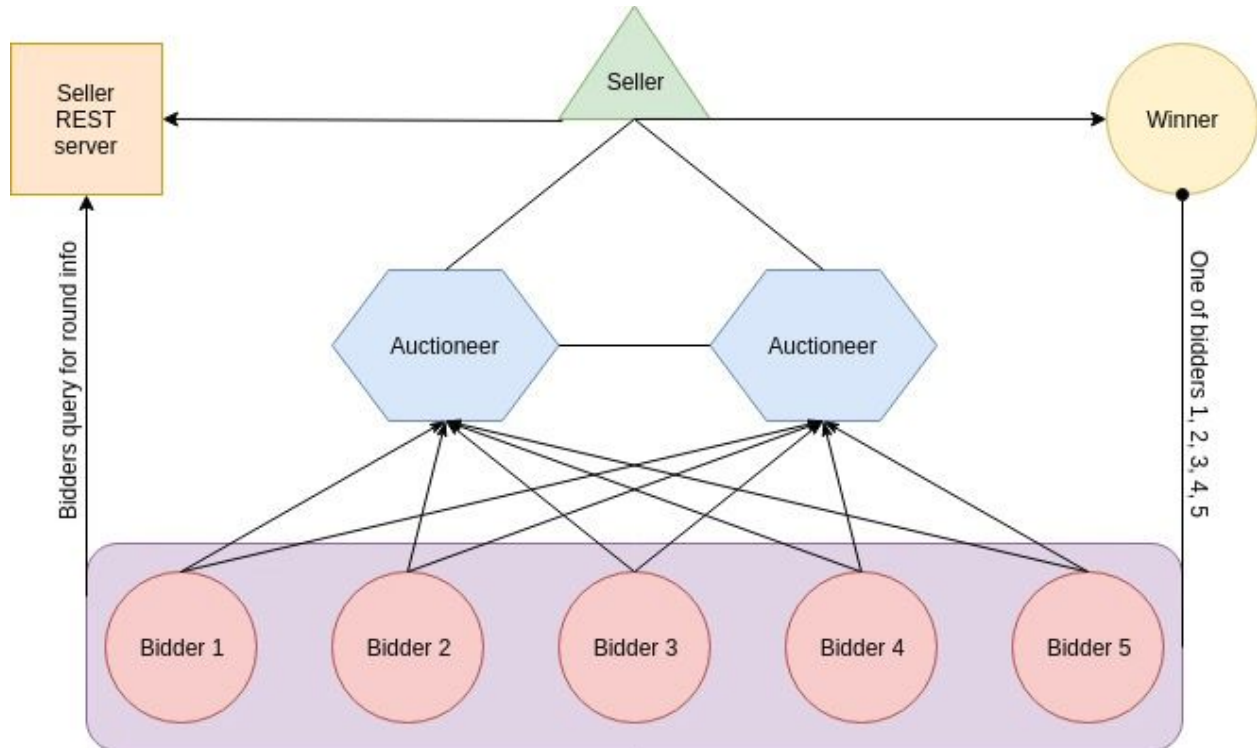 Seller
Seller
REST
server
Winner
Bidders query for round info
One of bidders 1, 2, 3, 4, 5
Auctioneer
Auctioneer
Bidder 1
Bidder 2
Bidder 3
Bidder 4
Bidder 5